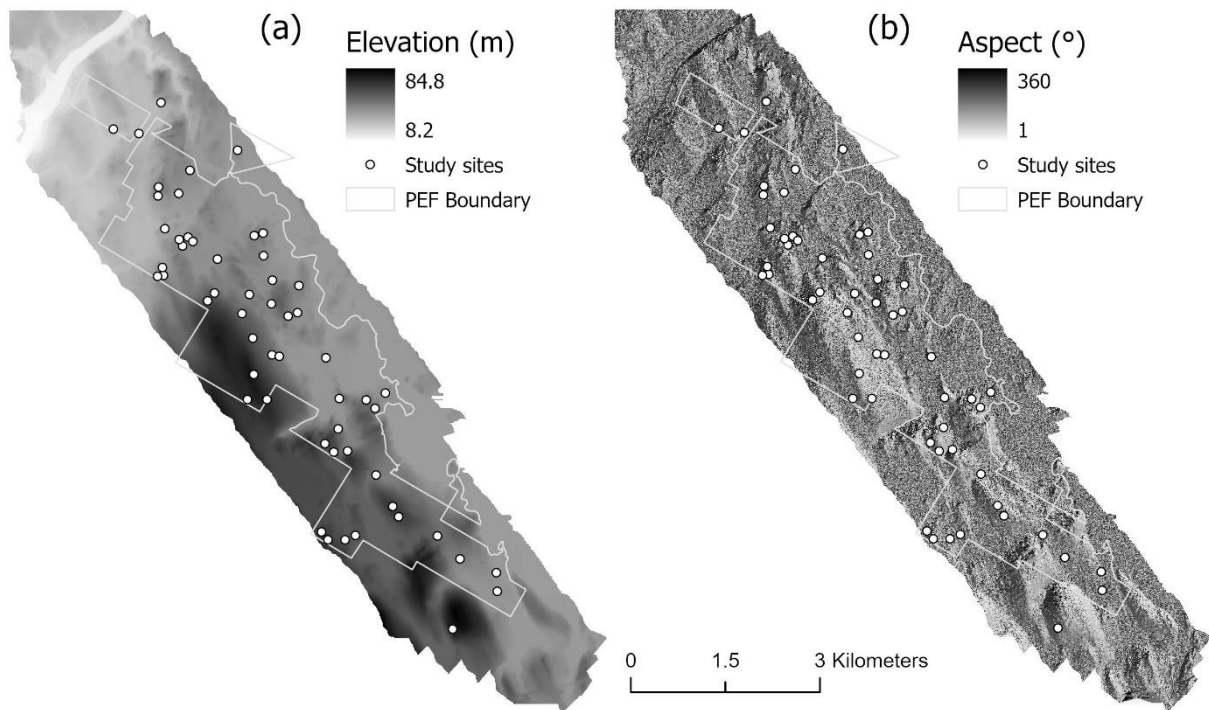 (a)
Elevation (m)
84.8
8.2
Study sites
PEF Boundary
(b)
Aspect (°)
360
1
Study sites
PEF Boundary
0 1.5 3 Kilometers